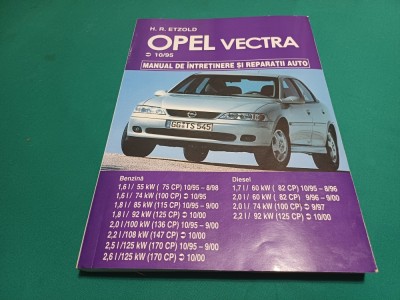 H. R. ETZOLD
OPEL VECTRA
➲ 10/95
MANUAL DE ÎNTREȚINERE ȘI REPARAȚII AUTO
GG:TS 545
Benzină
1,6 l / 55 kW ( 75 CP) 10/95 – 8/98
1,6 l / 74 kW (100 CP) ➲ 10/95
1,8 l / 85 kW (115 CP) 10/95 – 9/00
1,8 l / 92 kW (125 CP) ➲ 10/00
2,0 l /100 kW (136 CP) 10/95 – 9/00
2,2 l /108 kW (147 CP) ➲ 10/00
2,5 l /125 kW (170 CP) 10/95 – 9/00
2,6 l /125 kW (170 CP) ➲ 10/00
Diesel
1,7 l / 60 kW ( 82 CP) 10/95 – 8/96
2,0 l / 60 kW ( 82 CP) 9/96 – 9/00
2,0 l / 74 kW (100 CP) ➲ 9/97
2,2 l / 92 kW (125 CP) ➲ 10/00